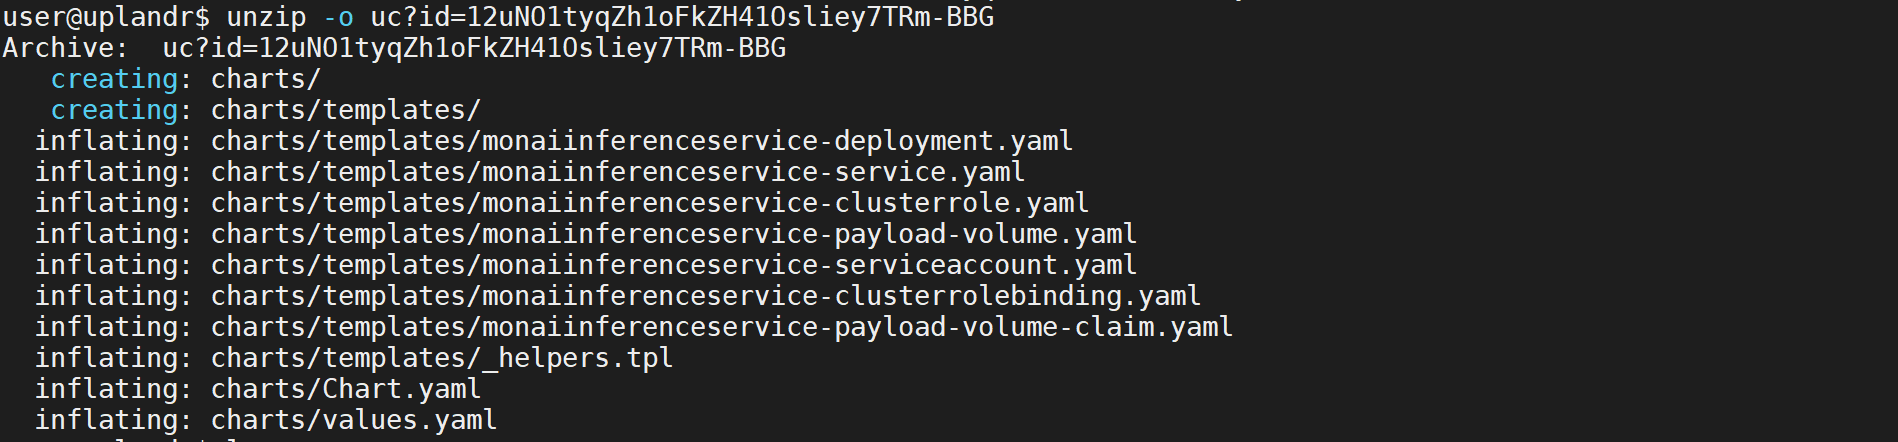 user@uplandr$ unzip -o uc?id=12uNO1tyqZh1oFkZH41Osliey7TRm-BBG
Archive:  uc?id=12uNO1tyqZh1oFkZH41Osliey7TRm-BBG
   creating: charts/
   creating: charts/templates/
  inflating: charts/templates/monaiinferenceservice-deployment.yaml
  inflating: charts/templates/monaiinferenceservice-service.yaml
  inflating: charts/templates/monaiinferenceservice-clusterrole.yaml
  inflating: charts/templates/monaiinferenceservice-payload-volume.yaml
  inflating: charts/templates/monaiinferenceservice-serviceaccount.yaml
  inflating: charts/templates/monaiinferenceservice-clusterrolebinding.yaml
  inflating: charts/templates/monaiinferenceservice-payload-volume-claim.yaml
  inflating: charts/templates/_helpers.tpl
  inflating: charts/Chart.yaml
  inflating: charts/values.yaml